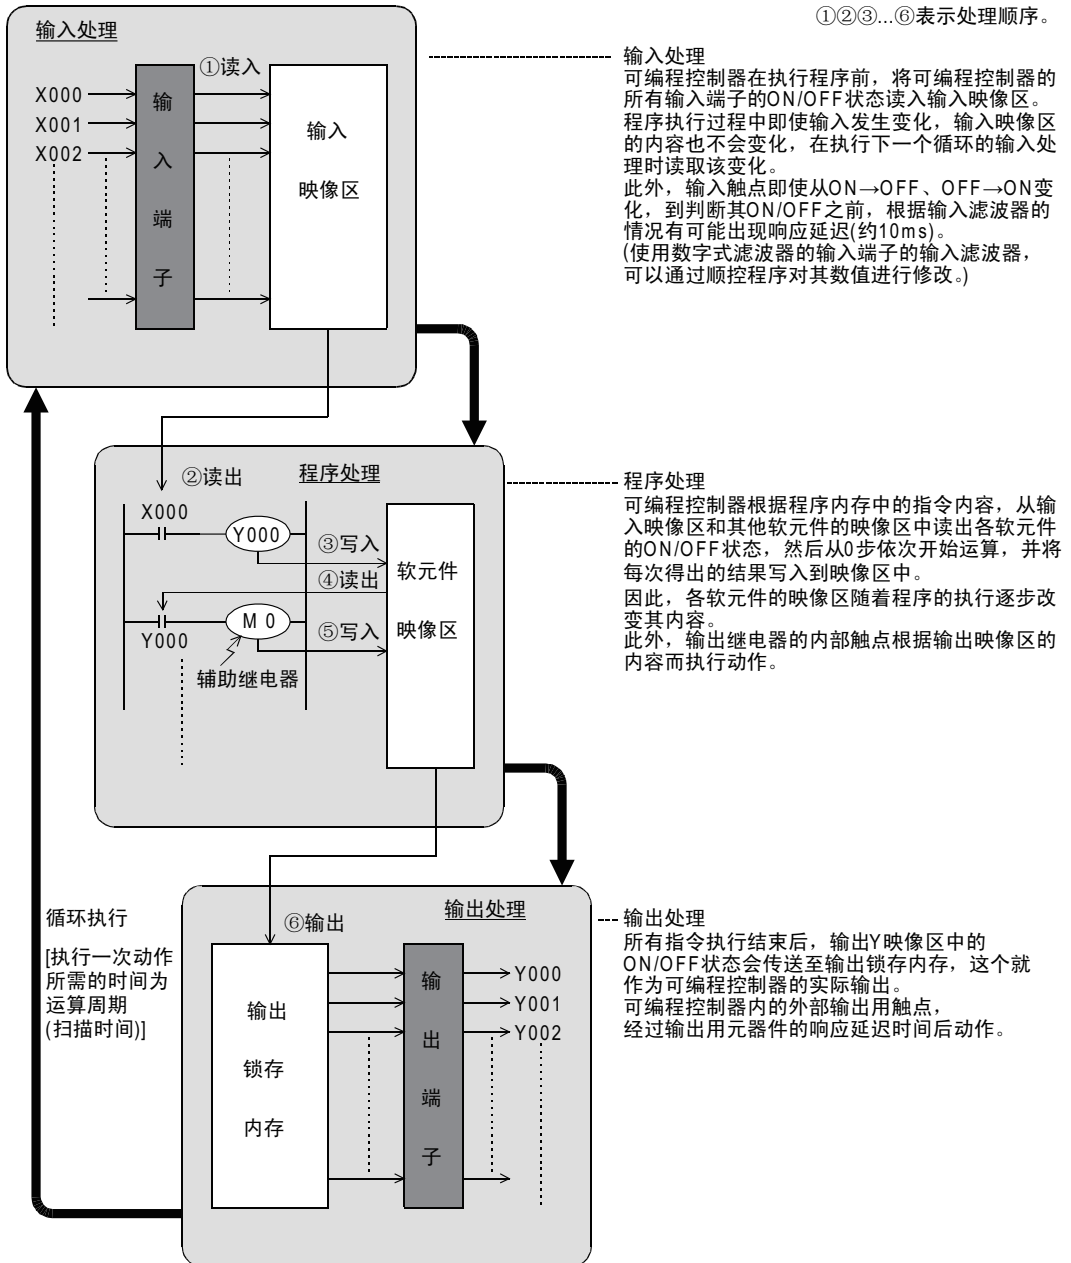 ①②③...⑥表示处理顺序。
输入处理
①读入
X000
X001
X002
输
入
端
子
输入
映像区
输入处理
可编程控制器在执行程序前，将可编程控制器的
所有输入端子的ON/OFF状态读入输入映像区。
程序执行过程中即使输入发生变化，输入映像区
的内容也不会变化，在执行下一个循环的输入处
理时读取该变化。
此外，输入触点即使从ON→OFF、OFF→ON变
化，到判断其ON/OFF之前，根据输入滤波器的
情况有可能出现响应延迟(约10ms)。
(使用数字式滤波器的输入端子的输入滤波器，
可以通过顺控程序对其数值进行修改。)
②读出
程序处理
X000
Y000
③写入
④读出
M 0
Y000
⑤写入
辅助继电器
软元件
映像区
程序处理
可编程控制器根据程序内存中的指令内容，从输
入映像区和其他软元件的映像区中读出各软元件
的ON/OFF状态，然后从0步依次开始运算，并将
每次得出的结果写入到映像区中。
因此，各软元件的映像区随着程序的执行逐步改
变其内容。
此外，输出继电器的内部触点根据输出映像区的
内容而执行动作。
循环执行
[执行一次动作
所需的时间为
运算周期
(扫描时间)]
⑥输出
输出处理
输出
锁存
内存
输
出
端
子
Y000
Y001
Y002
输出处理
所有指令执行结束后，输出Y映像区中的
ON/OFF状态会传送至输出锁存内存，这个就
作为可编程控制器的实际输出。
可编程控制器内的外部输出用触点，
经过输出用元器件的响应延迟时间后动作。